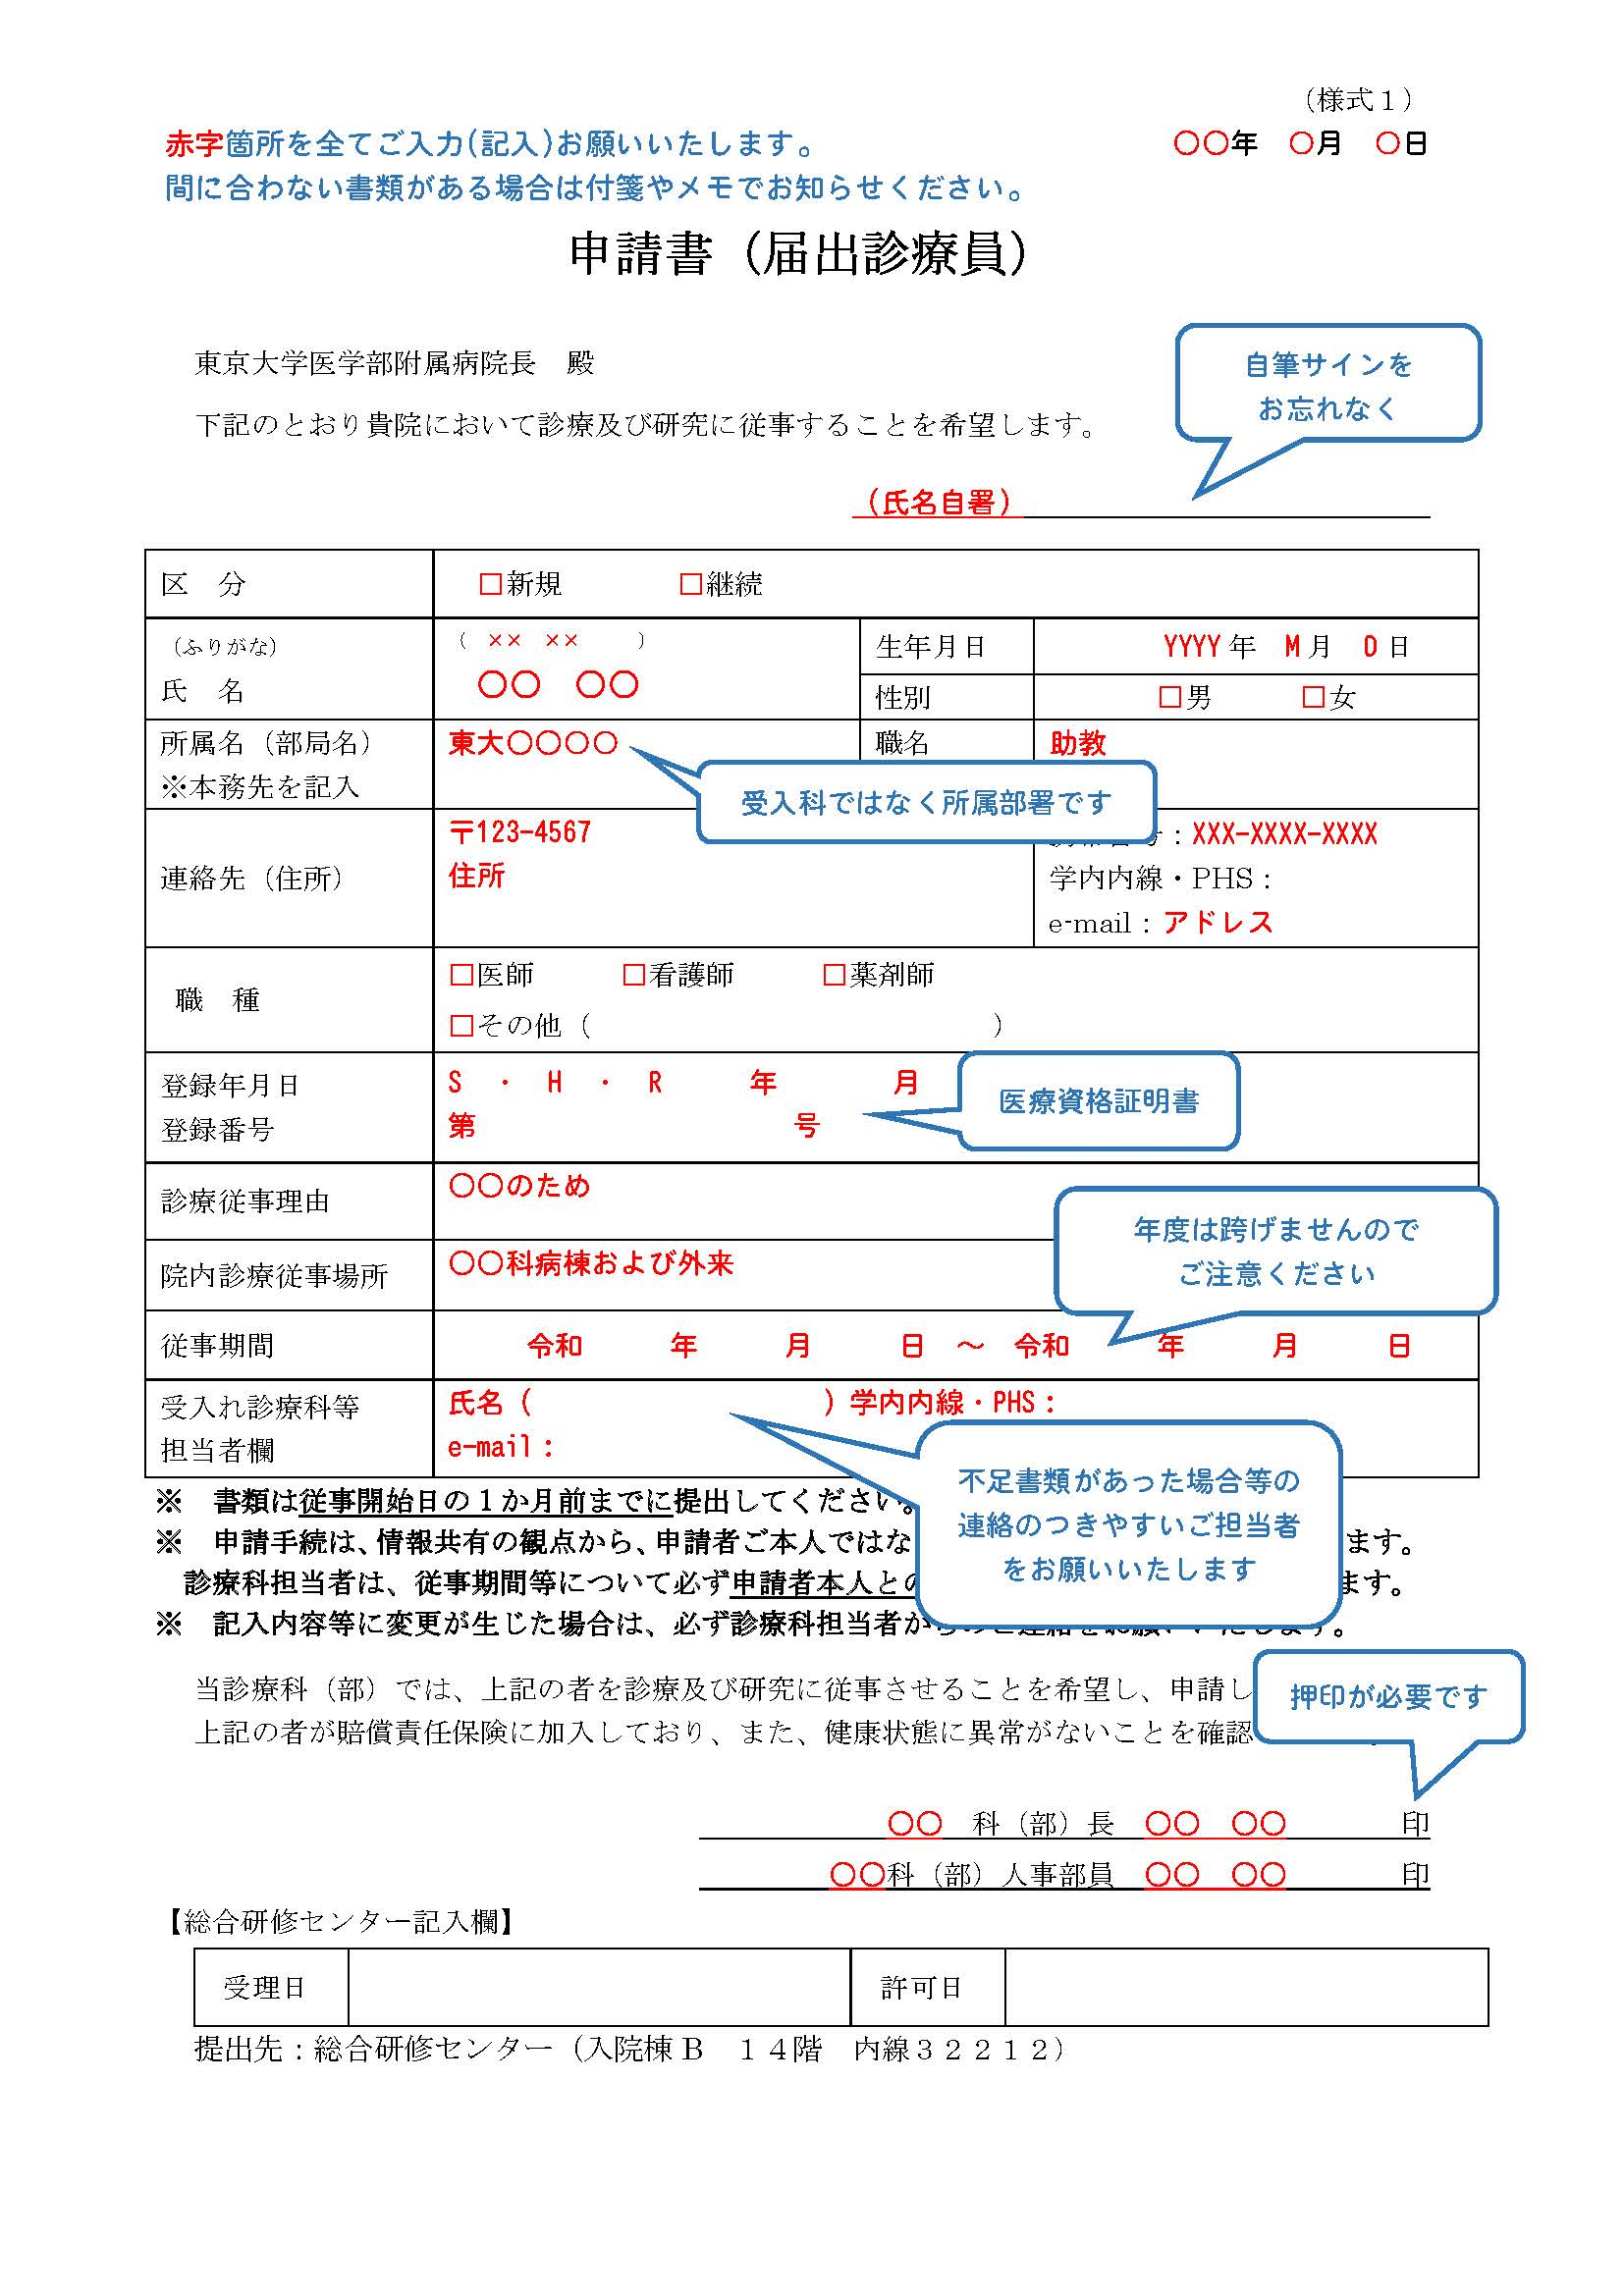 （様式１）
赤字箇所を全てご入力(記入)お願いいたします。
〇〇年　〇月　〇日
間に合わない書類がある場合は付箋やメモでお知らせください。
申請書（届出診療員）
東京大学医学部附属病院長　殿
下記のとおり貴院において診療及び研究に従事することを希望します。
自筆サインを
お忘れなく
（氏名自署）
区　分
□新規　　　　□継続
（ふりがな）
氏　名
（　××　××　　）
〇〇　〇〇
生年月日
YYYY年　M月　D日
性別
□男　　　□女
所属名（部局名）
※本務先を記入
東大〇〇〇〇
職名
助教
受入科ではなく所属部署です
連絡先（住所）
〒123-4567
住所
：XXX-XXXX-XXXX
学内内線・PHS：
e-mail：アドレス
職　種
□医師　　　□看護師　　　□薬剤師
□その他（　　　　　　　　　　　　　　）
登録年月日
登録番号
S　・　H　・　R　　　年　　　　月
第　　　　　　　　　　　号
医療資格証明書
診療従事理由
〇〇のため
年度は跨げませんので
ご注意ください
院内診療従事場所
〇〇科病棟および外来
従事期間
令和　　　年　　　月　　　日　～　令和　　　年　　　月　　　日
受入れ診療科等
担当者欄
氏名（　　　　　　　　　　）学内内線・PHS：
e-mail：
不足書類があった場合等の
連絡のつきやすいご担当者
をお願いいたします
※　書類は従事開始日の１か月前までに提出してください。
※　申請手続は、情報共有の観点から、申請者ご本人ではな　　ます。
診療科担当者は、従事期間等について必ず申請者本人との　　ます。
※　記入内容等に変更が生じた場合は、必ず診療科担当者か
当診療科（部）では、上記の者を診療及び研究に従事させることを希望し、申請し
上記の者が賠償責任保険に加入しており、また、健康状態に異常がないことを確認
押印が必要です
〇〇　科（部）長　〇〇　〇〇　　　　印
〇〇科（部）人事部員　〇〇　〇〇　　　　印
【総合研修センター記入欄】
受理日
許可日
提出先：総合研修センター（入院棟B　１４階　内線３２２１２）